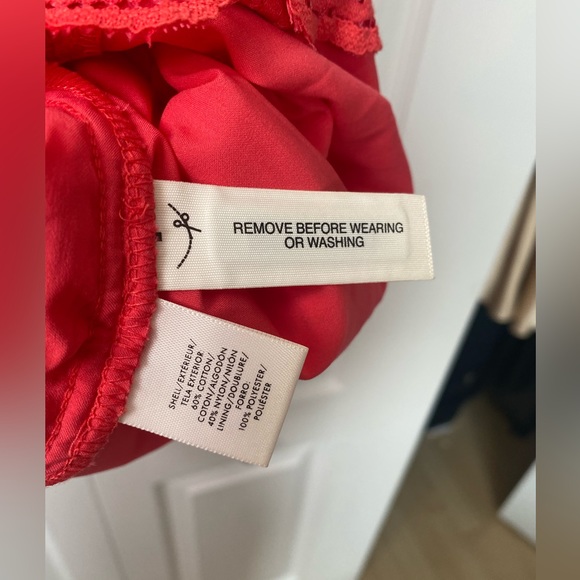 REMOVE BEFORE WEARING
OR WASHING
SHELL/EXTÉRIEUR/
TELA EXTERIOR
60% COTTON/
COTON/ALGODÓN
40% NYLON/NILÓN
LINING/DOUBLURE/
FORRO.
100% POLYESTER/
POLIÉSTER